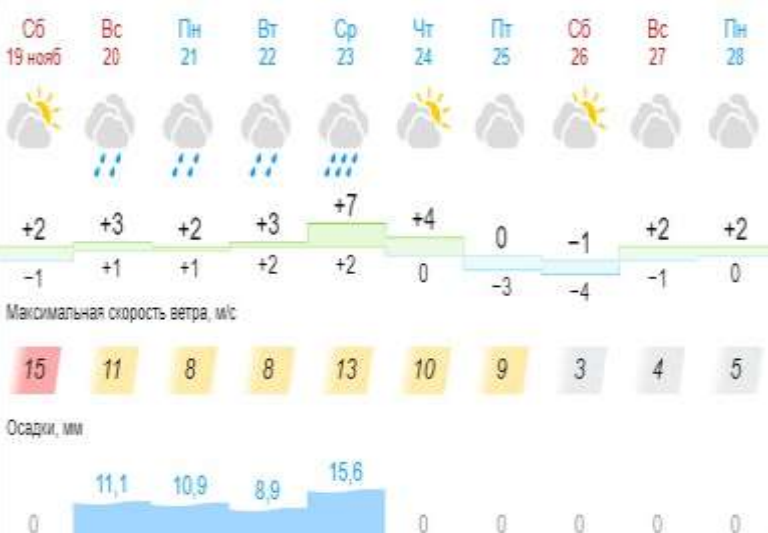 Сб Вс Пн Вт Ср Чт Пт Сб Вс Пн
19 нояб 20 21 22 23 24 25 26 27 28
+2 +3 +2 +3 +7 +4 0 −1 +2 +2
−1 +1 +1 +2 +2 0 −3 −4 −1 0
Максимальная скорость ветра, м/с
15 11 8 8 13 10 9 3 4 5
Осадки, мм
0 11,1 10,9 8,9 15,6 0 0 0 0 0